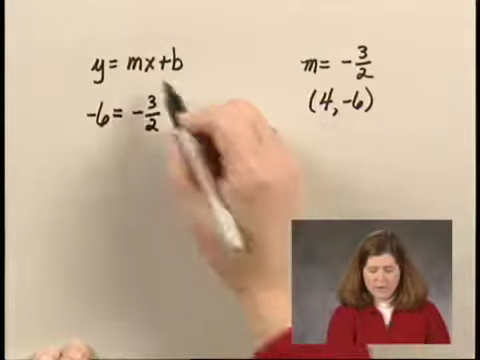 y = mx + b
m = -3/2
-6 = -3/2
(4, -6)